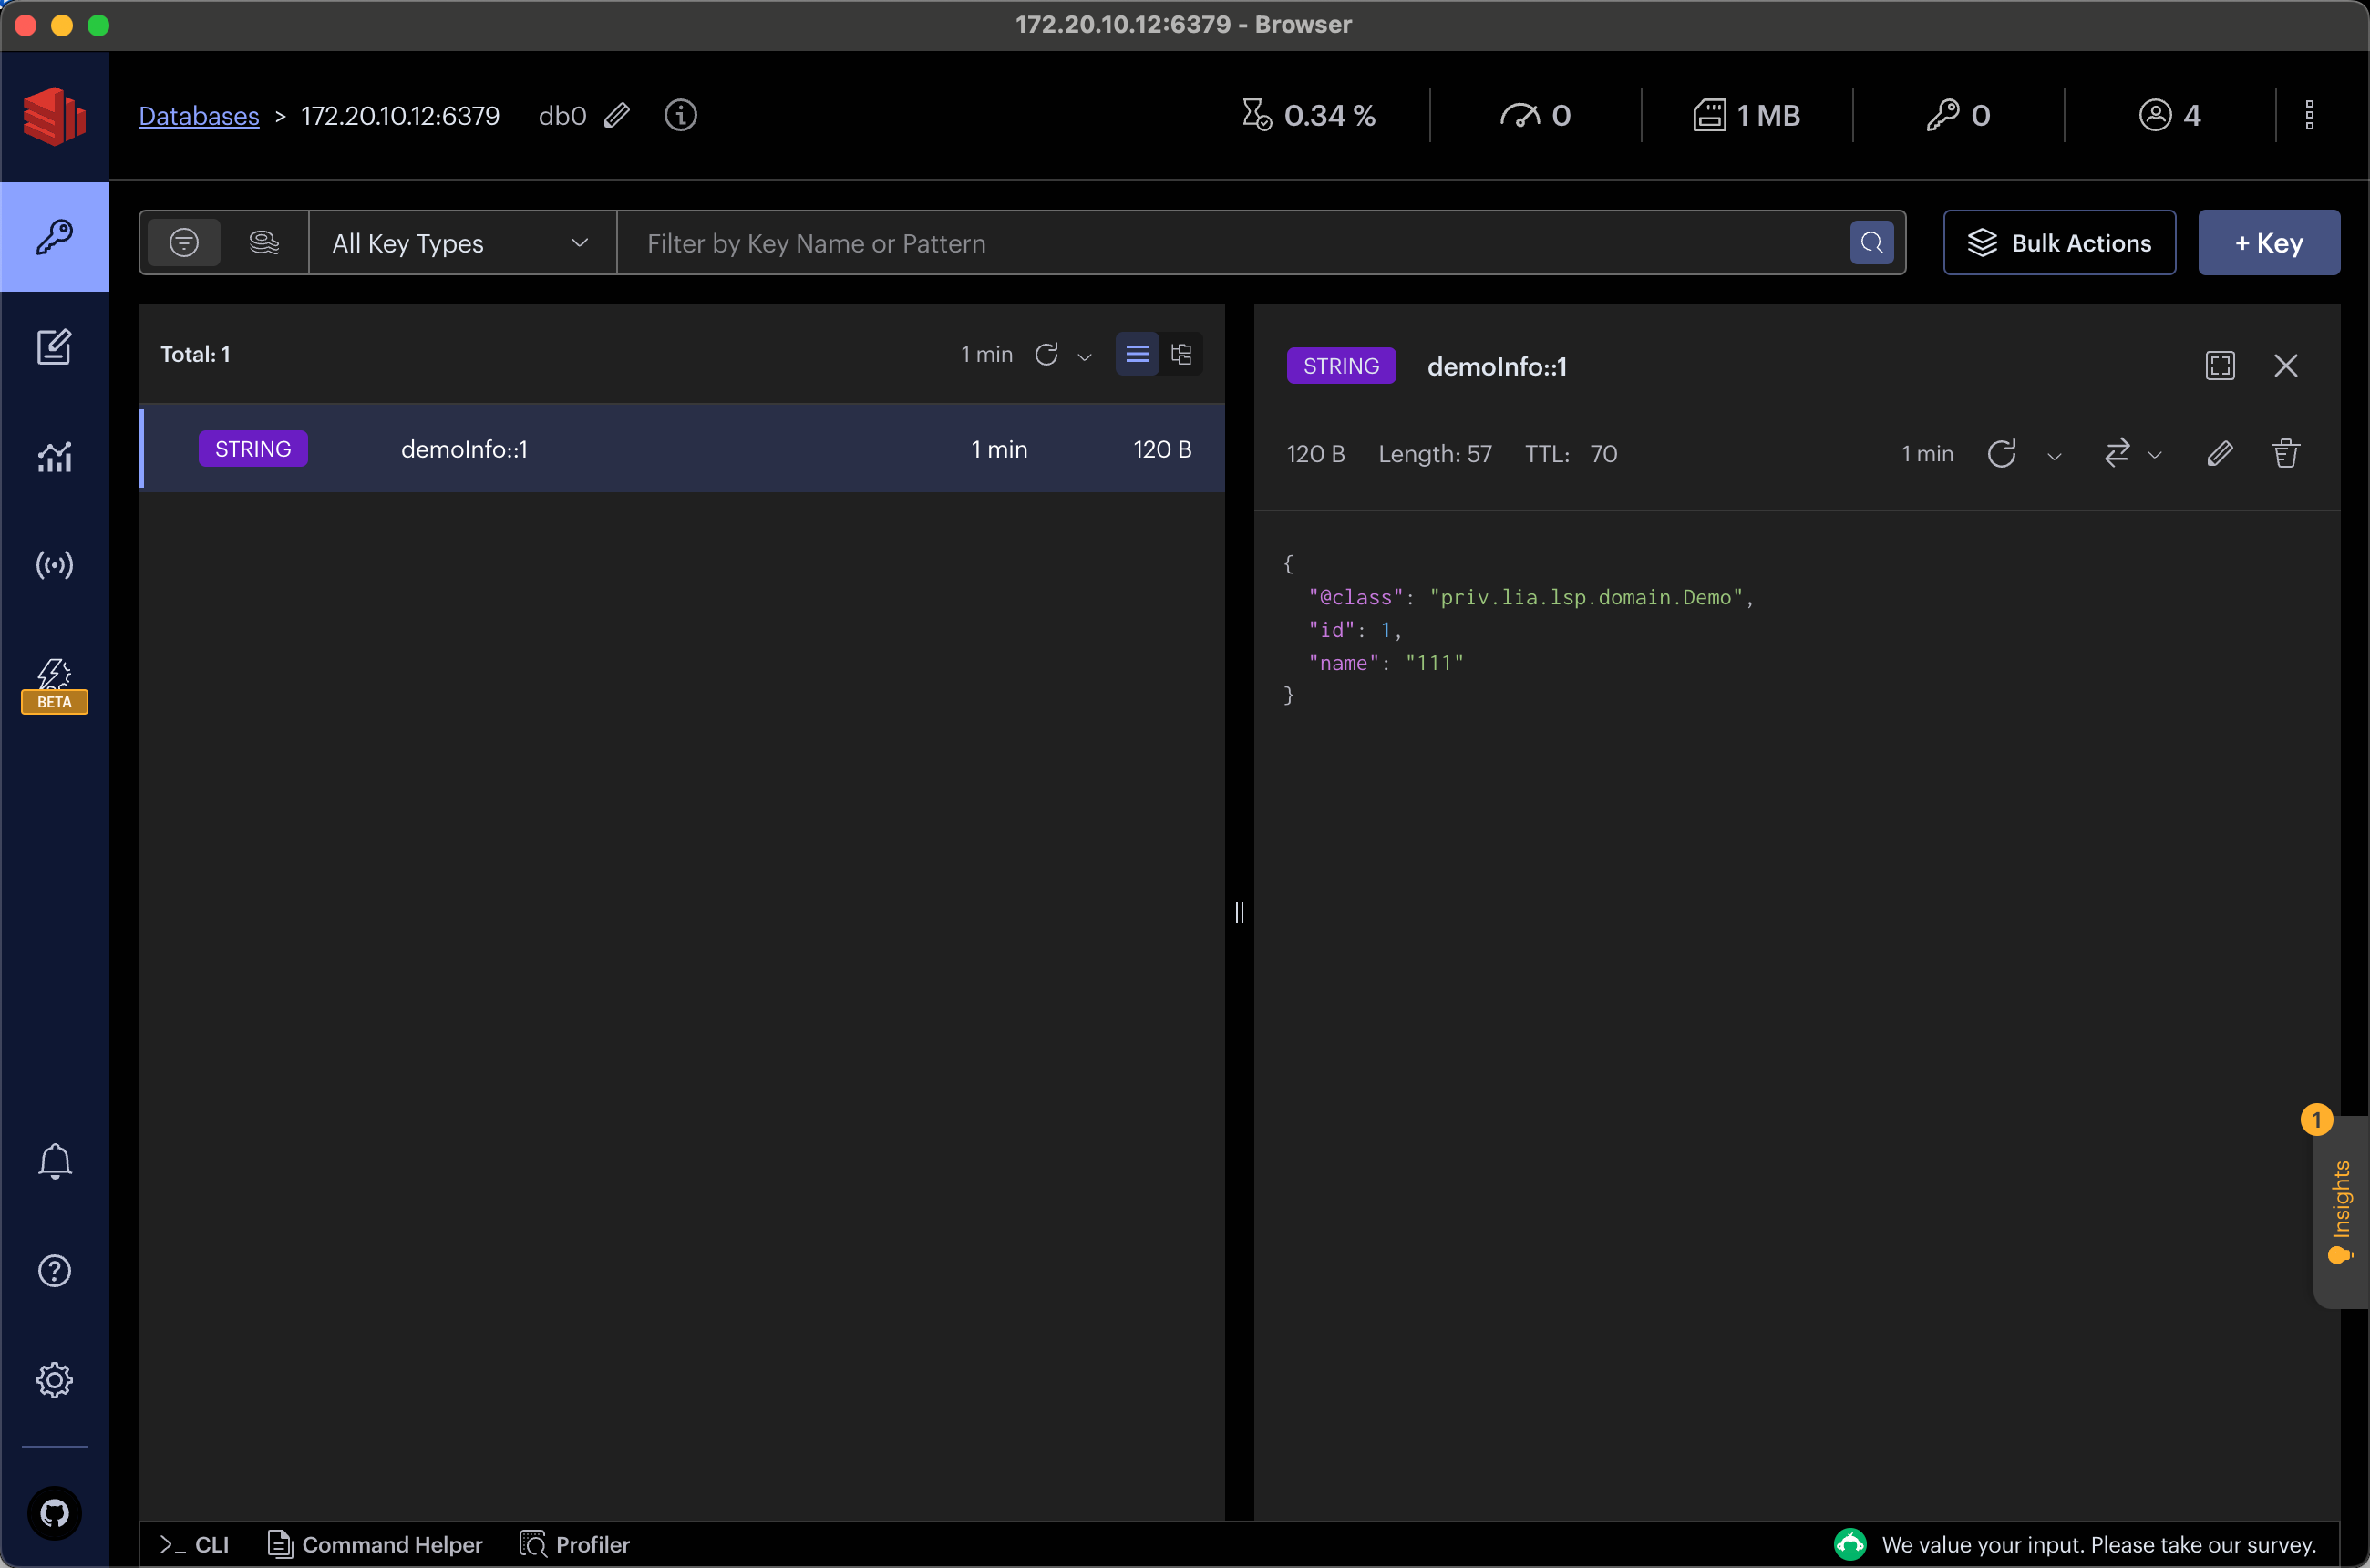 172.20.10.12:6379 - Browser
Databases > 172.20.10.12:6379 db0 0.34 % 0 1 MB 0 4
All Key Types Filter by Key Name or Pattern Bulk Actions + Key
Total: 1 1 min
STRING demoInfo::1 1 min 120 B
STRING demoInfo::1
120 B Length: 57 TTL: 70 1 min
{
"@class": "priv.lia.lsp.domain.Demo",
"id": 1,
"name": "111"
}
BETA
1
Insights
>_ CLI Command Helper Profiler We value your input. Please take our survey.